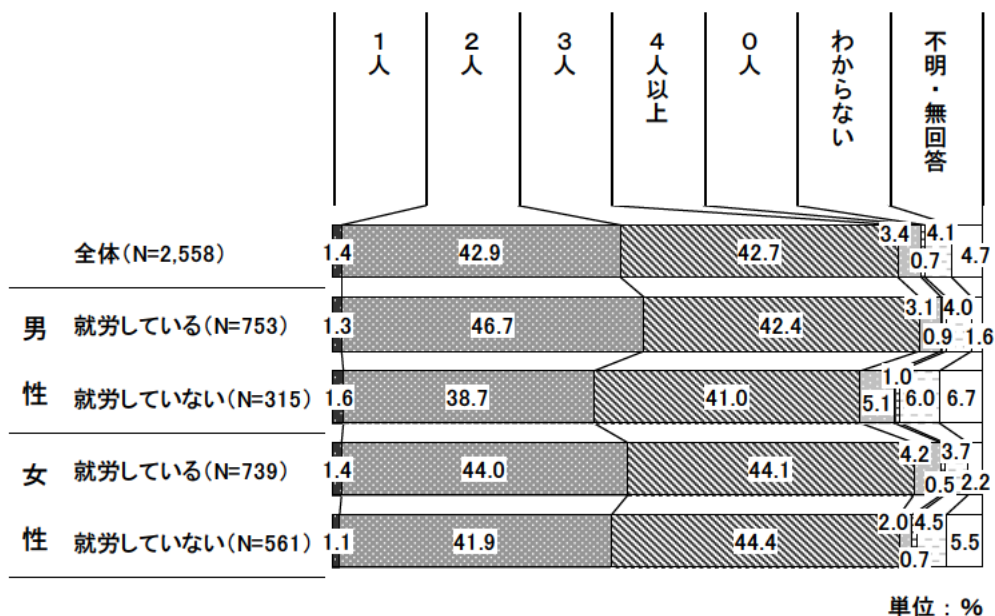 1人 2人 3人 4人以上 0人 わからない 不明・無回答
全体(N=2,558) 1.4 42.9 42.7 3.4 0.7 4.1 4.7
男性
就労している(N=753) 1.3 46.7 42.4 3.1 0.9 4.0 1.6
就労していない(N=315) 1.6 38.7 41.0 5.1 1.0 6.0 6.7
女性
就労している(N=739) 1.4 44.0 44.1 4.2 0.5 3.7 2.2
就労していない(N=561) 1.1 41.9 44.4 2.0 0.7 4.5 5.5
単位:%